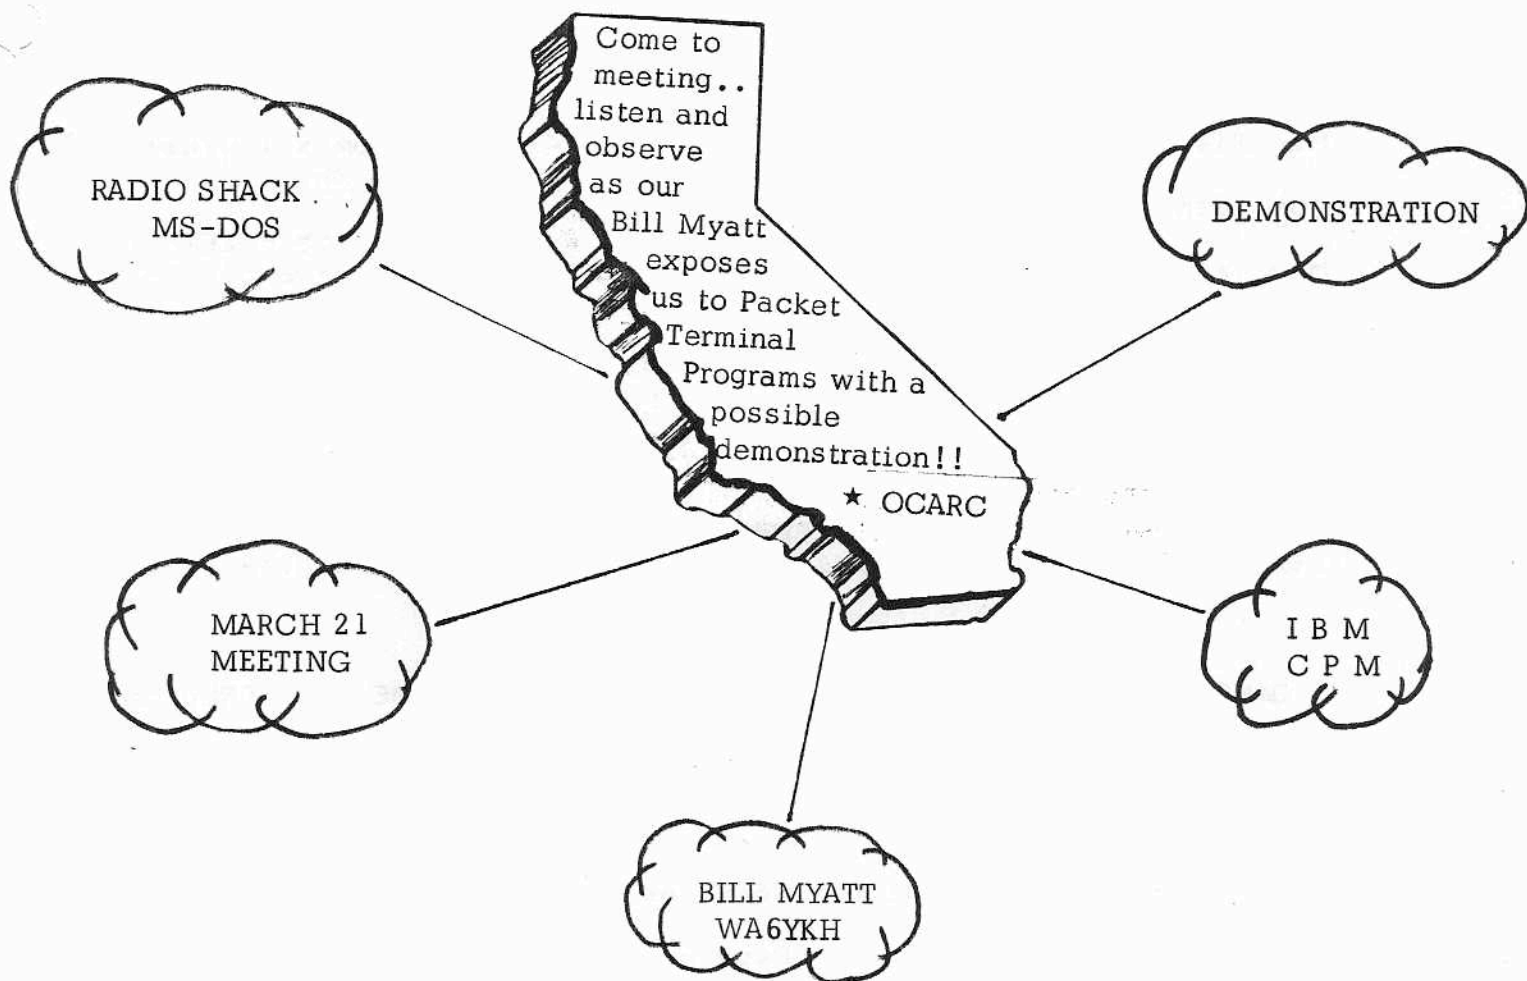 Come to
meeting..
listen and
observe
as our
Bill Myatt
exposes
us to Packet
Terminal
Programs with a
possible
demonstration!!
★ OCARC
RADIO SHACK
MS-DOS
DEMONSTRATION
MARCH 21
MEETING
I B M
C P M
BILL MYATT
WA6YKH